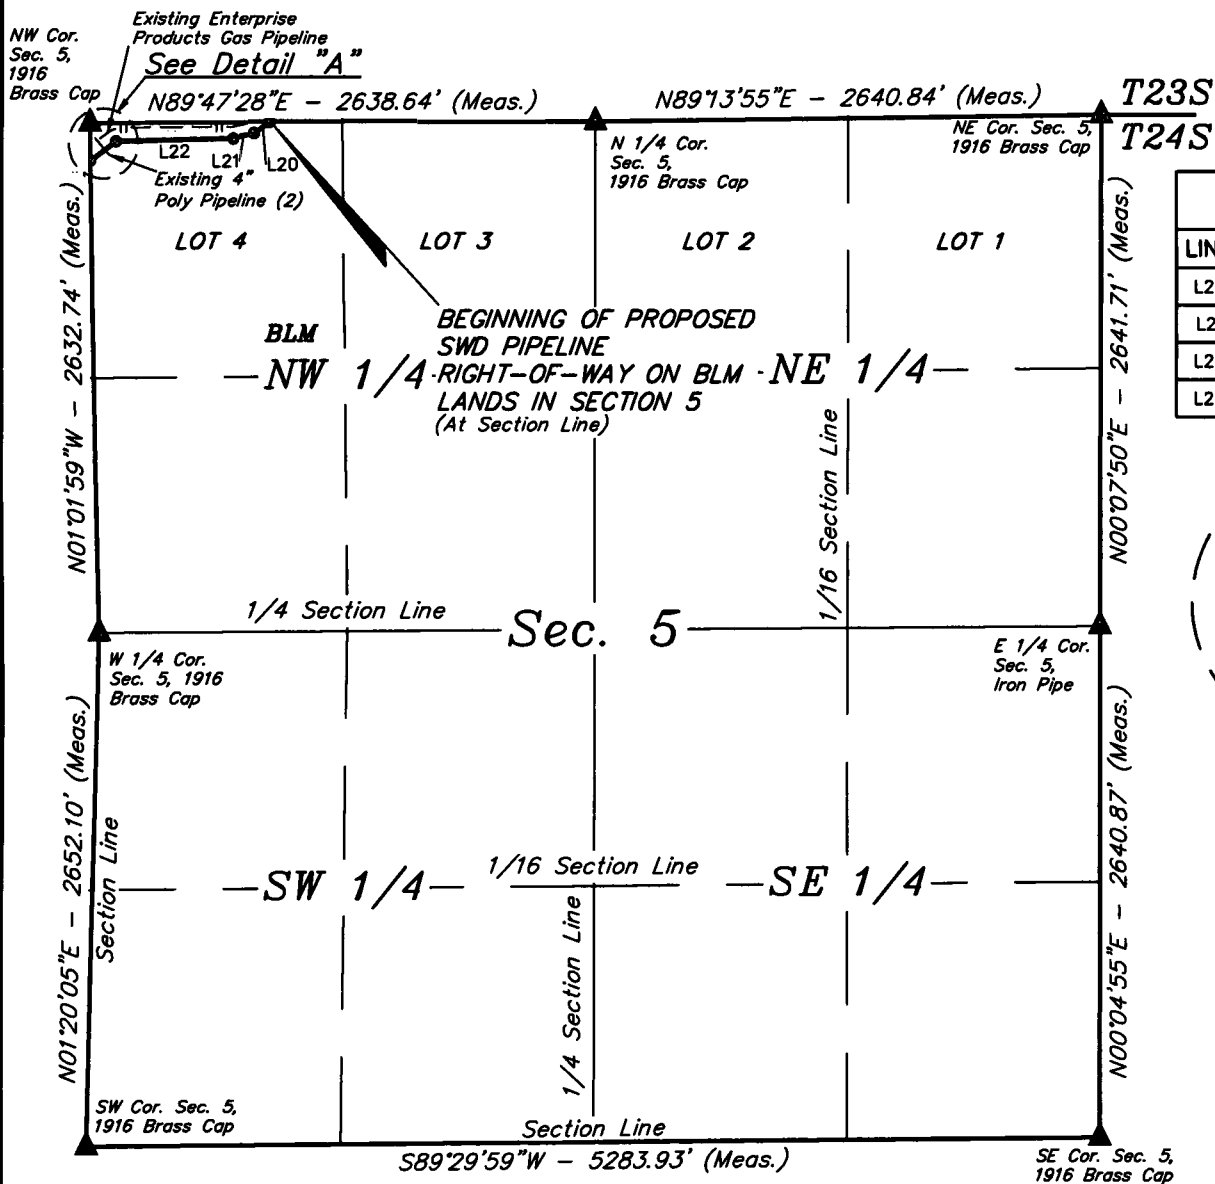 Existing Enterprise
Products Gas Pipeline
NW Cor.
Sec. 5,
1916
Brass Cap
See Detail "A"
N89°47'28"E - 2638.64' (Meas.)
N89°13'55"E - 2640.84' (Meas.)
T23S
T24S
NE Cor. Sec. 5,
1916 Brass Cap
N 1/4 Cor.
Sec. 5,
1916 Brass Cap
L22
L21
L20
Existing 4"
Poly Pipeline (2)
LOT 4
LOT 3
LOT 2
LOT 1
LIN
L2
L2
L2
L2
N01°01'59"W - 2632.74' (Meas.)
N00°07'50"E - 2641.71' (Meas.)
BEGINNING OF PROPOSED
SWD PIPELINE
RIGHT-OF-WAY ON BLM
LANDS IN SECTION 5
(At Section Line)
BLM
NW 1/4
NE 1/4
1/16 Section Line
1/4 Section Line
Sec. 5
W 1/4 Cor.
Sec. 5, 1916
Brass Cap
E 1/4 Cor.
Sec. 5,
Iron Pipe
N01°20'05"E - 2652.10' (Meas.)
Section Line
N00°04'55"E - 2640.87' (Meas.)
1/16 Section Line
SW 1/4
SE 1/4
1/4 Section Line
SW Cor. Sec. 5,
1916 Brass Cap
Section Line
S89°29'59"W - 5283.93' (Meas.)
SE Cor. Sec. 5,
1916 Brass Cap